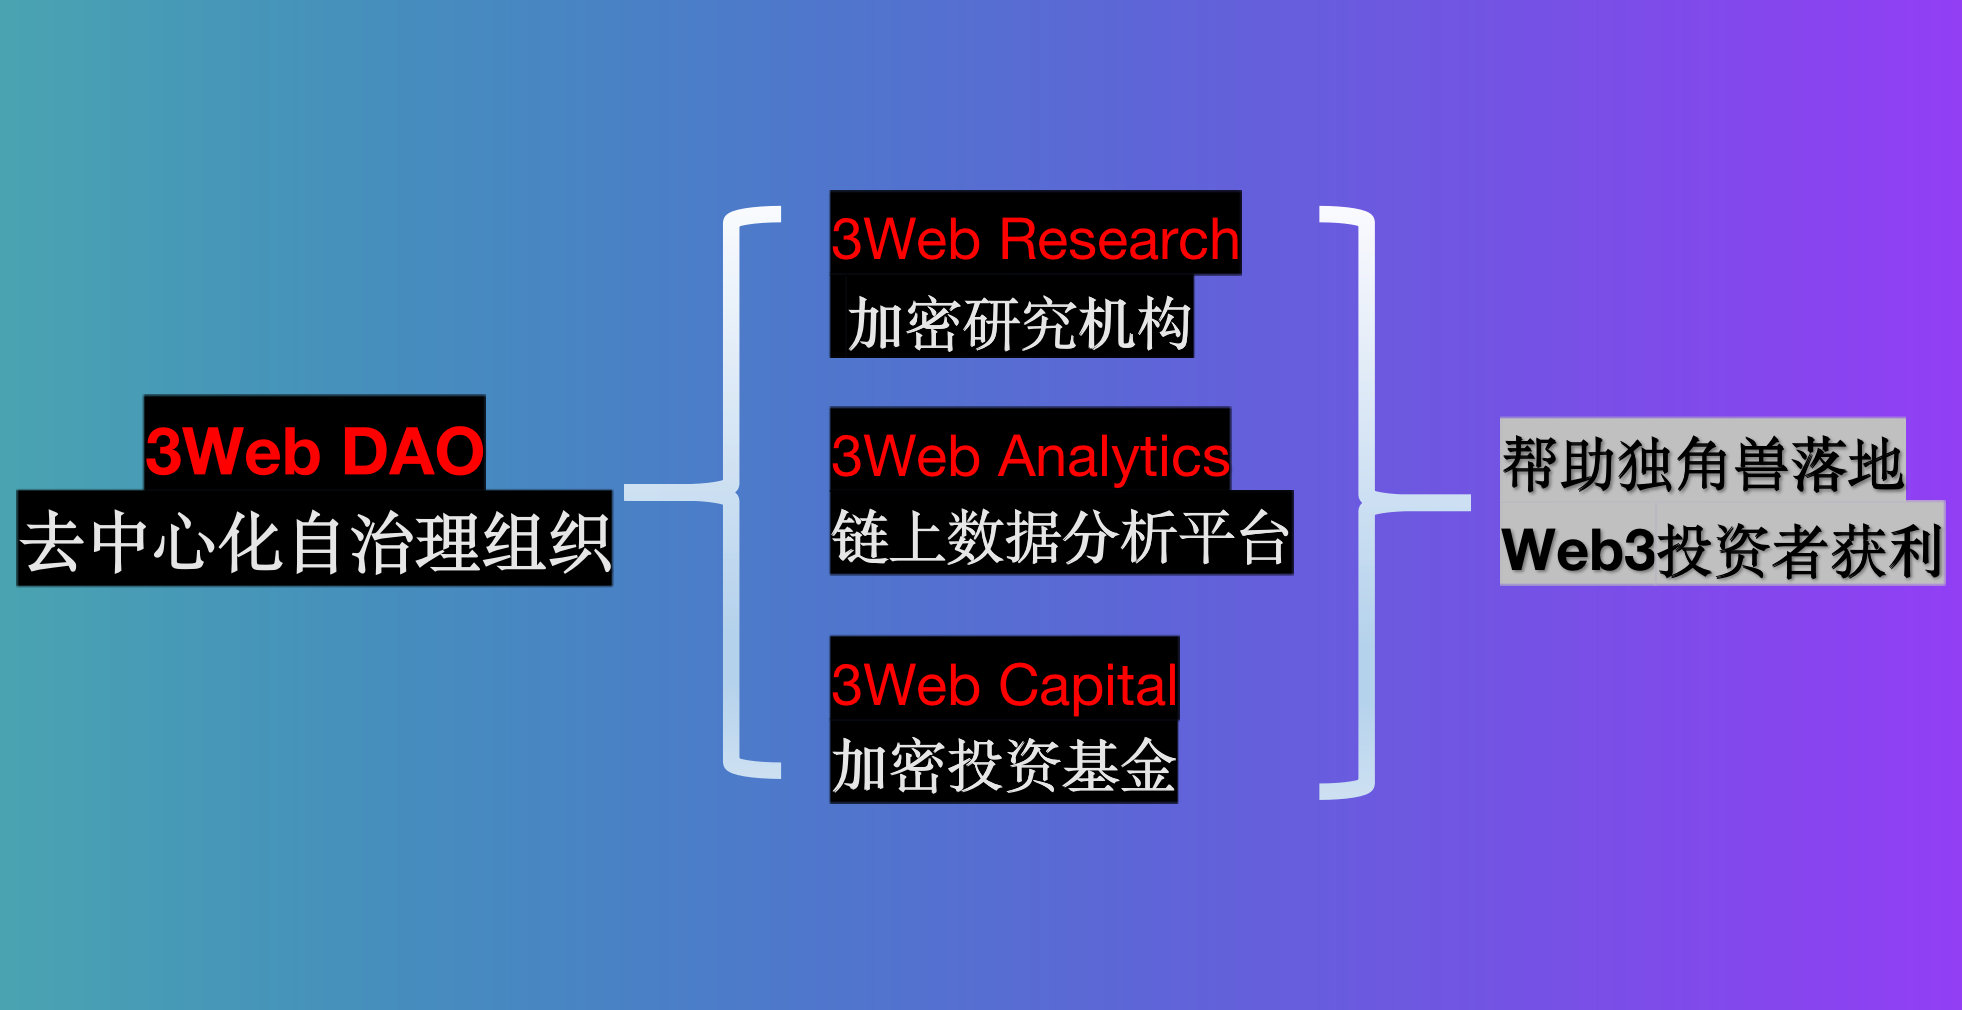 3Web DAO
去中心化自治理组织
3Web Research
加密研究机构
3Web Analytics
链上数据分析平台
3Web Capital
加密投资基金
帮助独角兽落地
Web3投资者获利